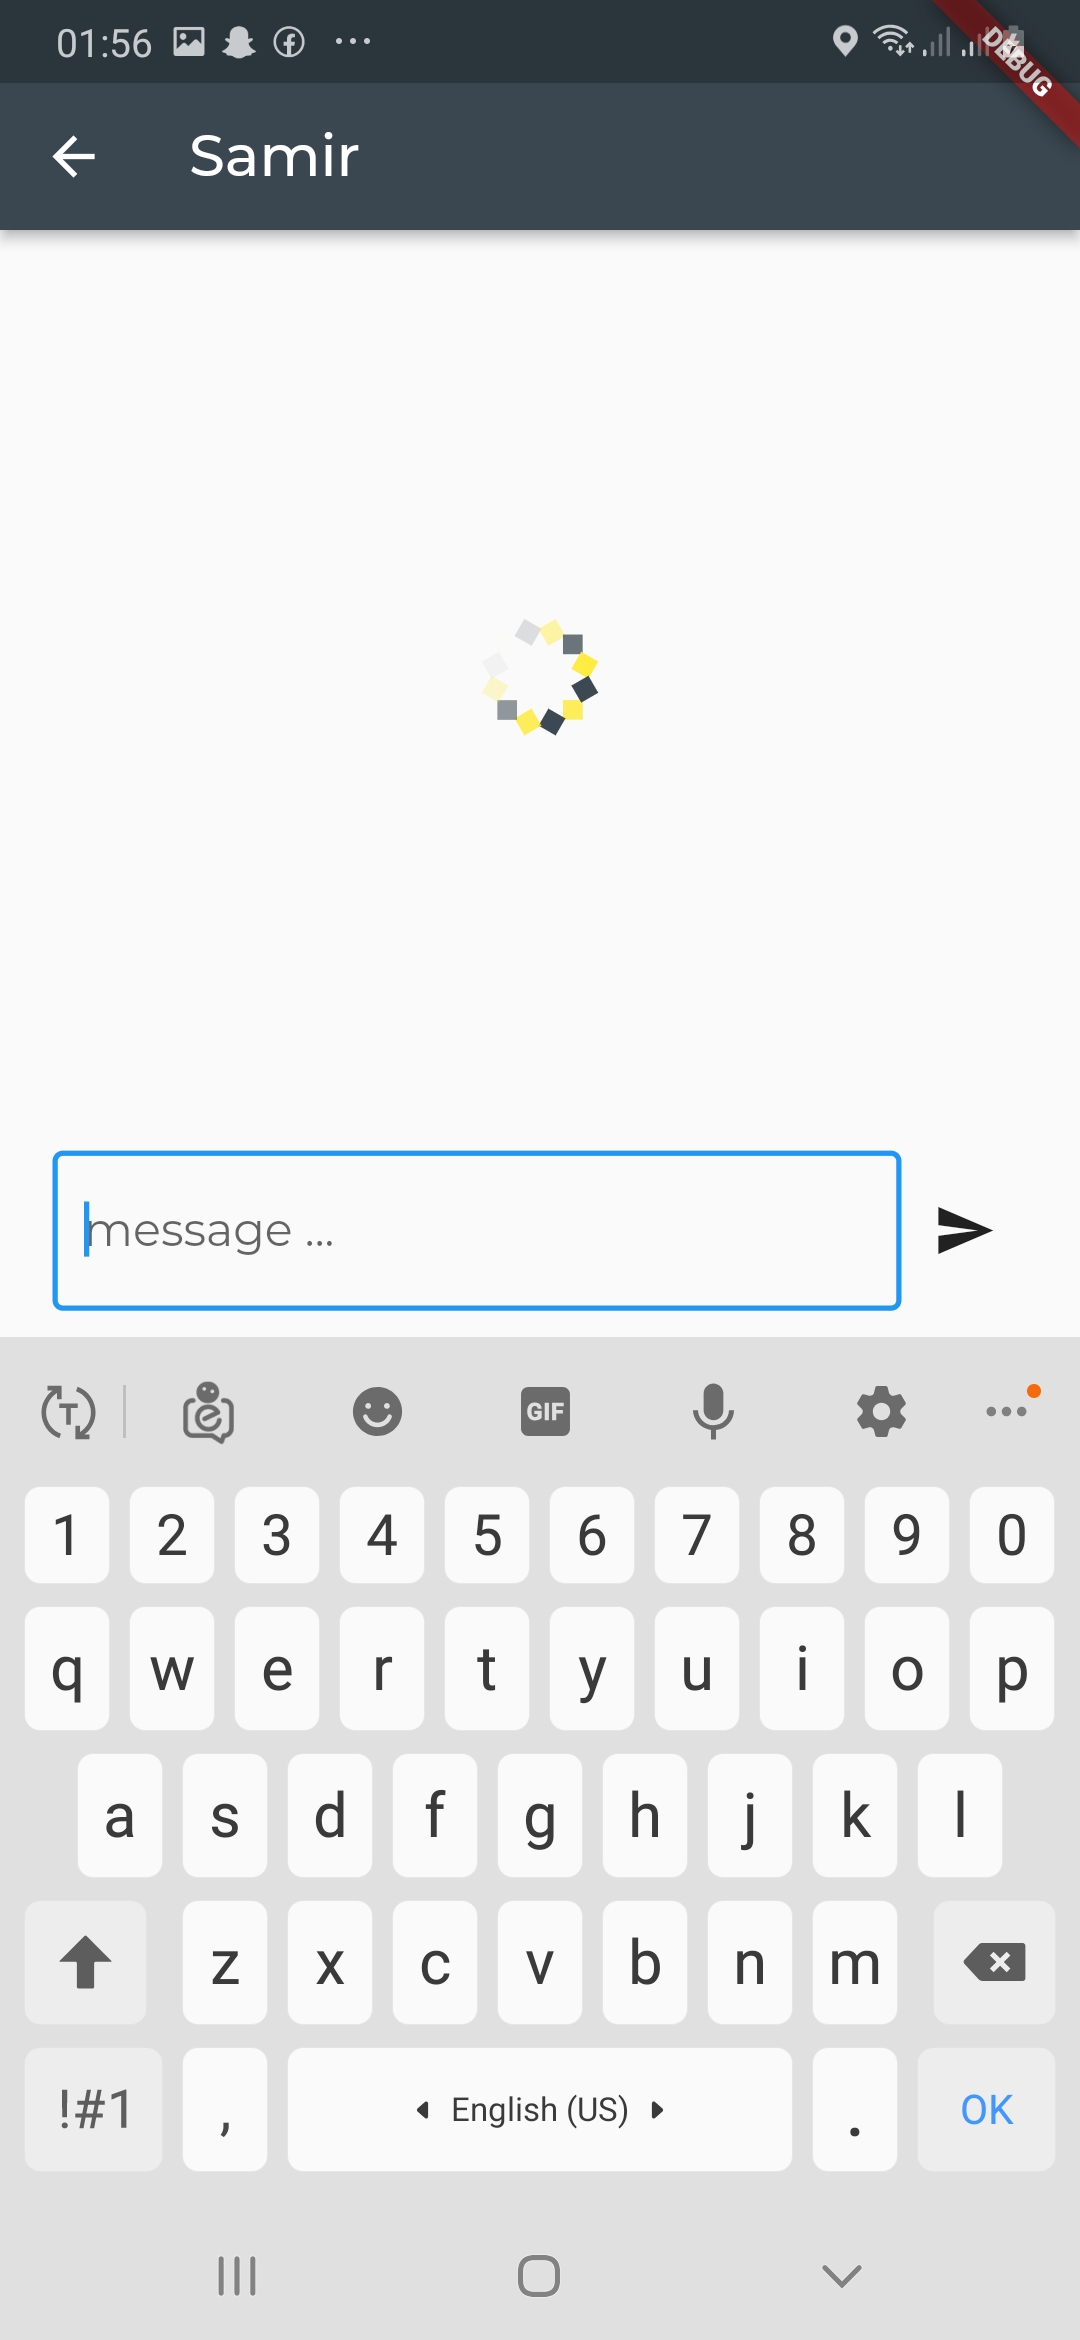 01:56
DEBUG
Samir
message ...
T
GIF
1 2 3 4 5 6 7 8 9 0
q w e r t y u i o p
a s d f g h j k l
z x c v b n m
!#1 , English (US) . OK